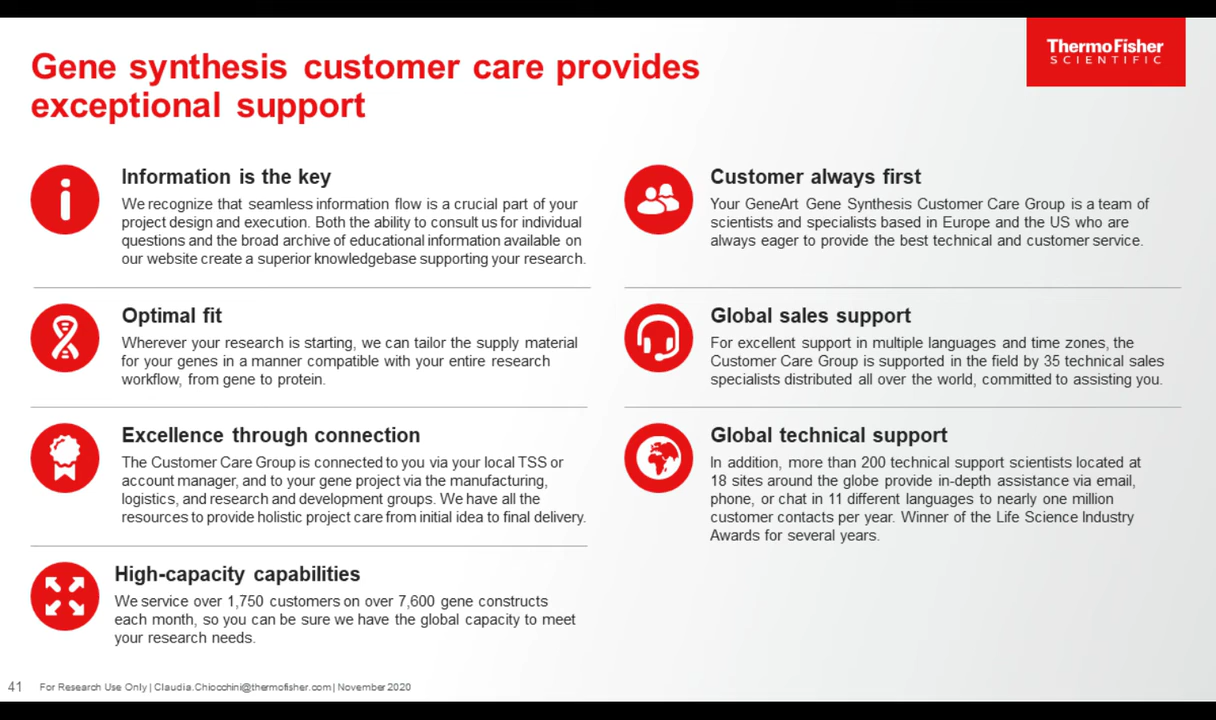 Gene synthesis customer care provides
exceptional support
ThermoFisher
SCIENTIFIC
Information is the key
We recognize that seamless information flow is a crucial part of your
project design and execution. Both the ability to consult us for individual
questions and the broad archive of educational information available on
our website create a superior knowledgebase supporting your research.
Optimal fit
Wherever your research is starting, we can tailor the supply material
for your genes in a manner compatible with your entire research
workflow, from gene to protein.
Excellence through connection
The Customer Care Group is connected to you via your local TSS or
account manager, and to your gene project via the manufacturing,
logistics, and research and development groups. We have all the
resources to provide holistic project care from initial idea to final delivery.
High-capacity capabilities
We service over 1,750 customers on over 7,600 gene constructs
each month, so you can be sure we have the global capacity to meet
your research needs.
Customer always first
Your GeneArt Gene Synthesis Customer Care Group is a team of
scientists and specialists based in Europe and the US who are
always eager to provide the best technical and customer service.
Global sales support
For excellent support in multiple languages and time zones, the
Customer Care Group is supported in the field by 35 technical sales
specialists distributed all over the world, committed to assisting you.
Global technical support
In addition, more than 200 technical support scientists located at
18 sites around the globe provide in-depth assistance via email,
phone, or chat in 11 different languages to nearly one million
customer contacts per year. Winner of the Life Science Industry
Awards for several years.
41 For Research Use Only | Claudia.Chiocchini@thermofisher.com | November 2020